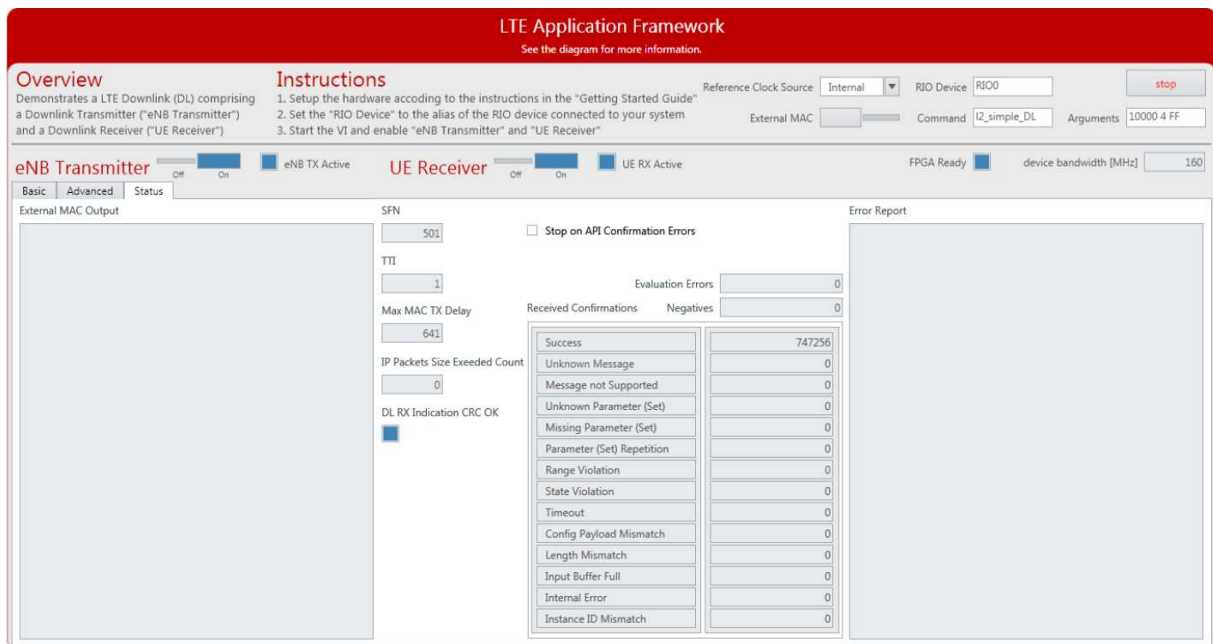 LTE Application Framework
See the diagram for more information.
Overview
Demonstrates a LTE Downlink (DL) comprising
a Downlink Transmitter ("eNB Transmitter")
and a Downlink Receiver ("UE Receiver")
Instructions
1. Setup the hardware accoding to the instructions in the "Getting Started Guide"
2. Set the "RIO Device" to the alias of the RIO device connected to your system
3. Start the VI and enable "eNB Transmitter" and "UE Receiver"
Reference Clock Source Internal RIO Device RIO0 stop
External MAC Command l2_simple_DL Arguments 10000 4 FF
eNB Transmitter Off On eNB TX Active UE Receiver Off On UE RX Active FPGA Ready device bandwidth [MHz] 160
Basic Advanced Status
External MAC Output
SFN
501
TTI
1
Max MAC TX Delay
641
IP Packets Size Exeeded Count
0
DL RX Indication CRC OK
Stop on API Confirmation Errors
Evaluation Errors 0
Received Confirmations Negatives 0
Success 747256
Unknown Message 0
Message not Supported 0
Unknown Parameter (Set) 0
Missing Parameter (Set) 0
Parameter (Set) Repetition 0
Range Violation 0
State Violation 0
Timeout 0
Config Payload Mismatch 0
Length Mismatch 0
Input Buffer Full 0
Internal Error 0
Instance ID Mismatch 0
Error Report